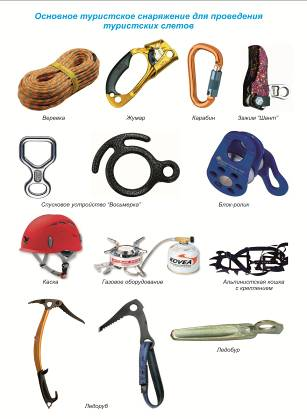 Основное туристское снаряжение для проведения
туристских слетов
Веревка
Жумар
Карабин
Зажим "Шант"
Спусковое устройство "Восьмерка"
Блок-ролик
KOVEA
Каска
Газовое оборудование
Альпинистская кошка
с креплением
Ледобур
Ледоруб